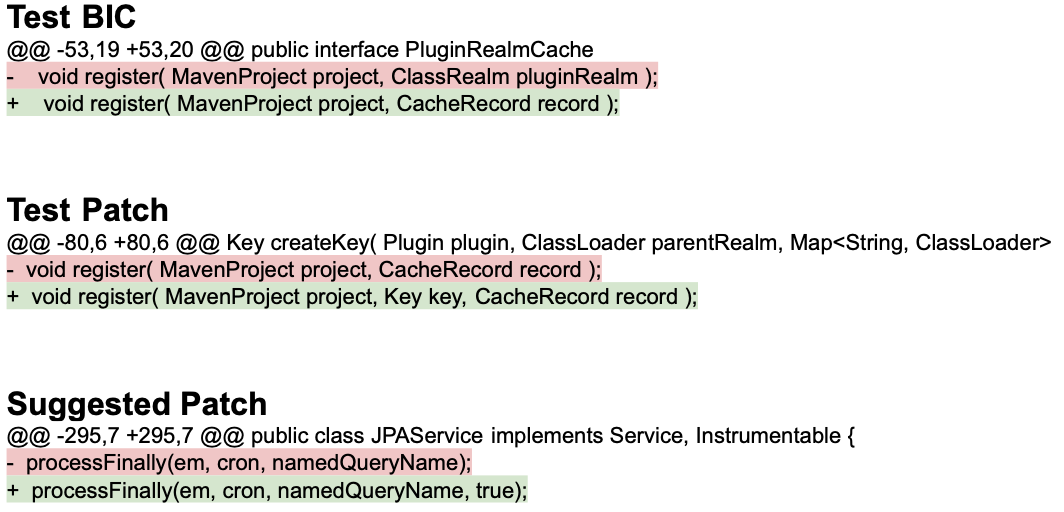 Test BIC
@@ -53,19 +53,20 @@ public interface PluginRealmCache
-    void register( MavenProject project, ClassRealm pluginRealm );
+    void register( MavenProject project, CacheRecord record );
Test Patch
@@ -80,6 +80,6 @@ Key createKey( Plugin plugin, ClassLoader parentRealm, Map<String, ClassLoader>
-  void register( MavenProject project, CacheRecord record );
+  void register( MavenProject project, Key key, CacheRecord record );
Suggested Patch
@@ -295,7 +295,7 @@ public class JPAService implements Service, Instrumentable {
-  processFinally(em, cron, namedQueryName);
+  processFinally(em, cron, namedQueryName, true);